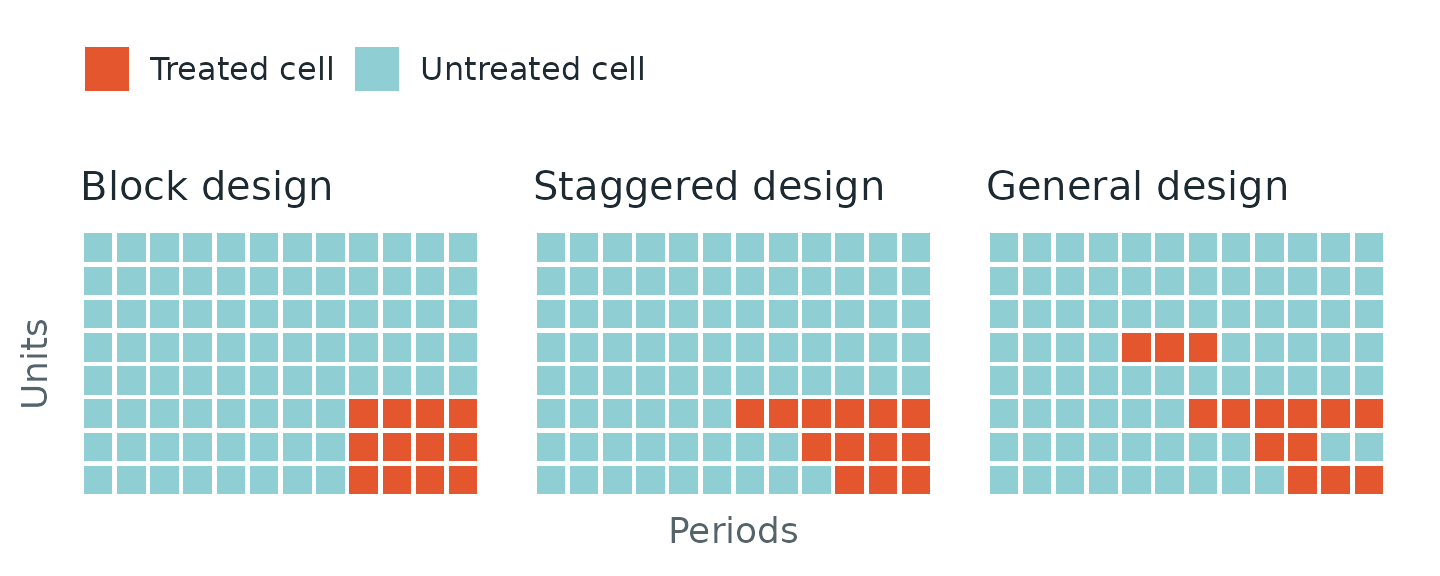 Treated cell
Untreated cell
Block design
Staggered design
General design
Units
Periods